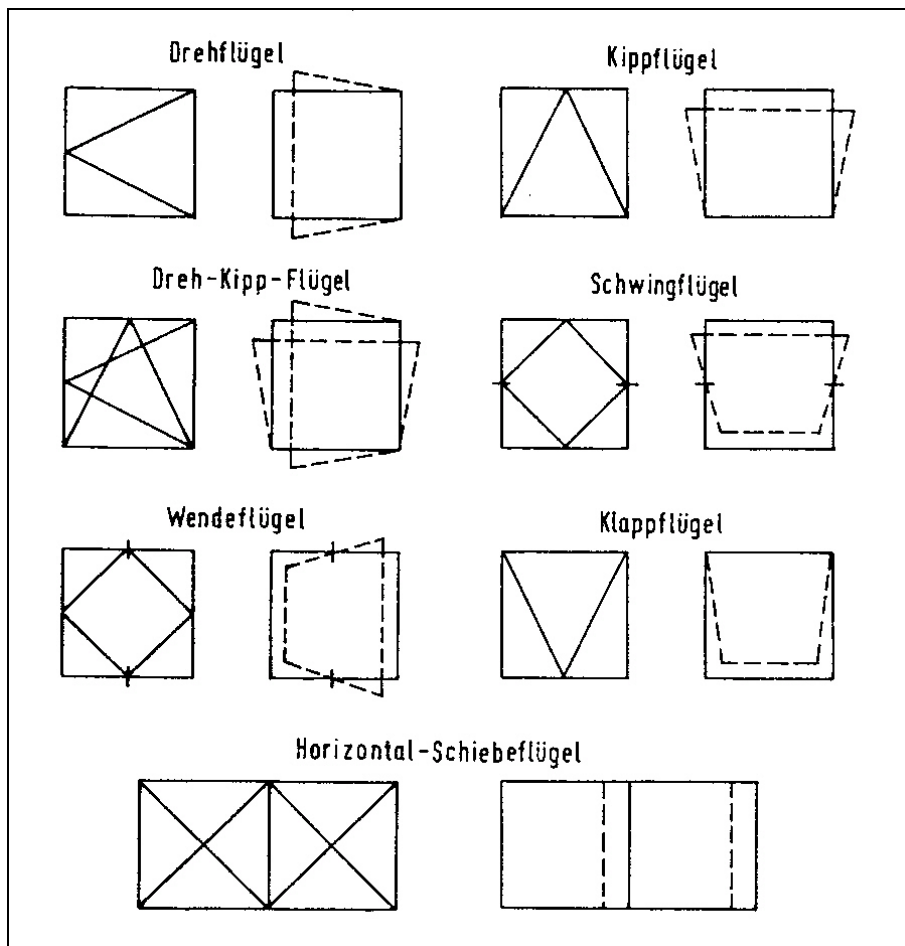 Drehflügel
Kippflügel
Dreh-Kipp-Flügel
Schwingflügel
Wendeflügel
Klappflügel
Horizontal-Schiebeflügel